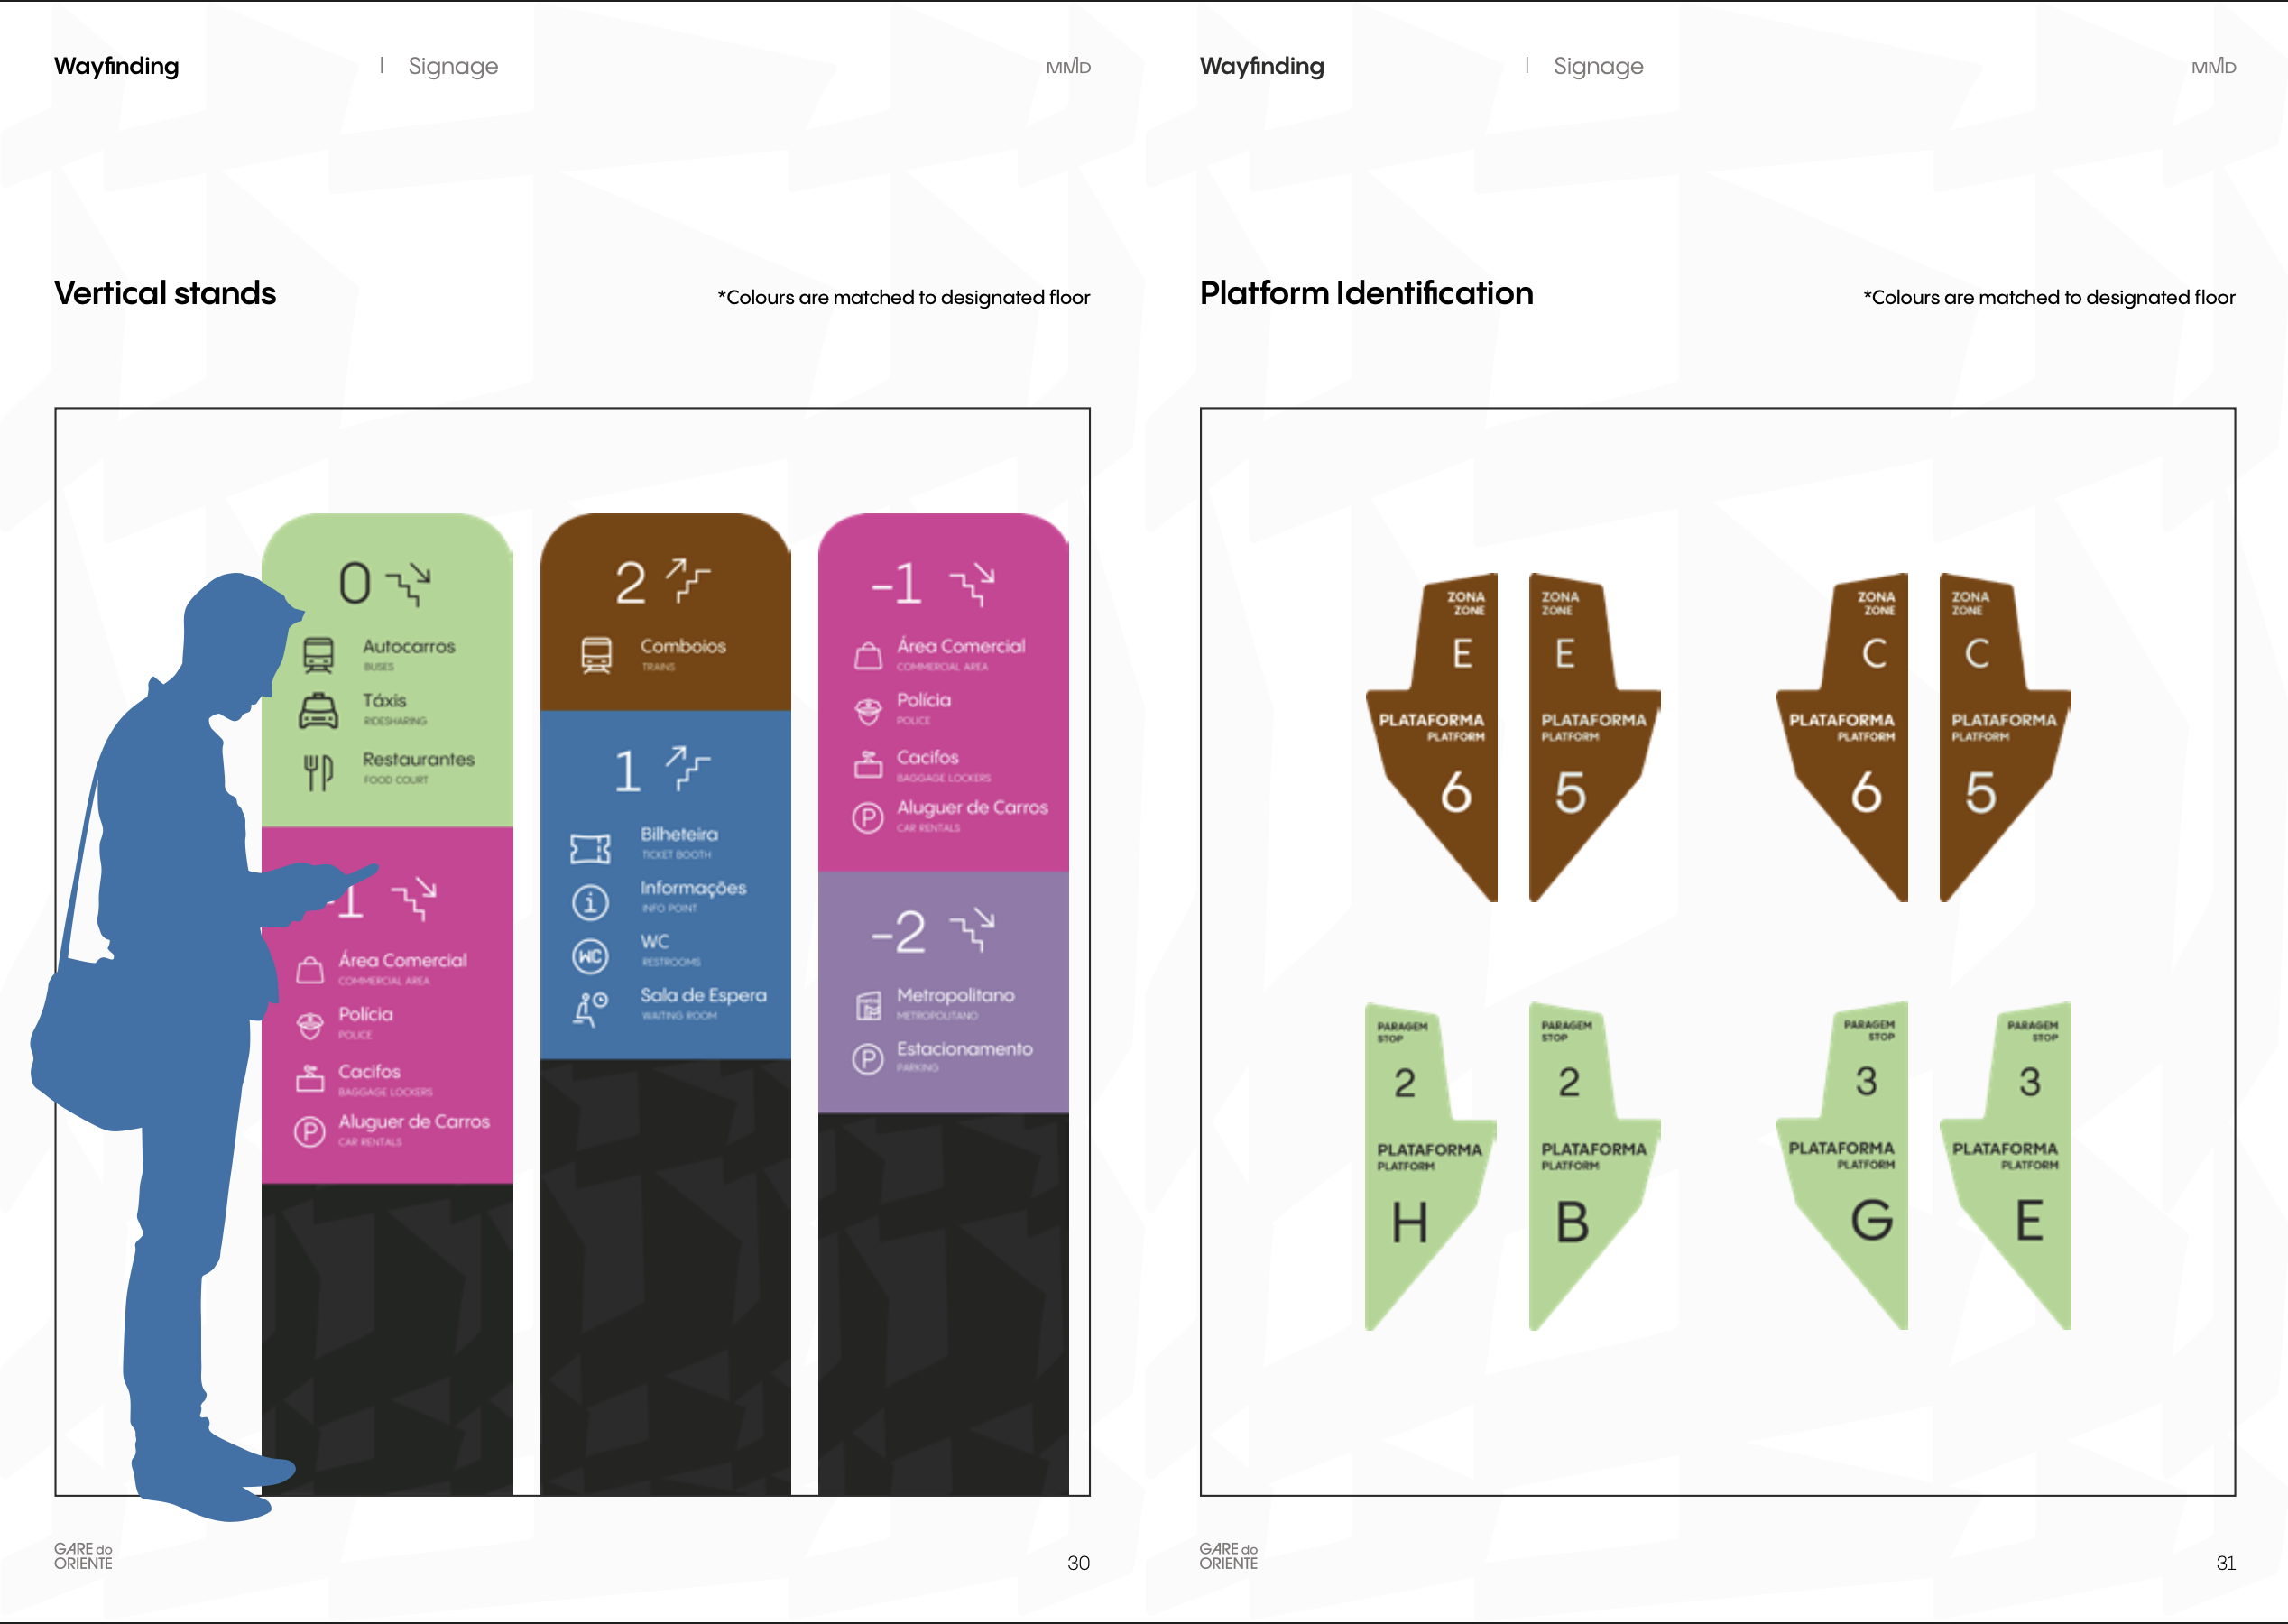 Wayfinding | Signage MMD
Vertical stands *Colours are matched to designated floor
0
Autocarros
BUSES
Táxis
RIDESHARING
Restaurantes
FOOD COURT
-1
Área Comercial
COMMERCIAL AREA
Polícia
POLICE
Cacifos
BAGGAGE LOCKERS
P Aluguer de Carros
CAR RENTALS
2
Comboios
TRAINS
1
Bilheteira
TICKET BOOTH
i Informações
INFO POINT
WC WC
RESTROOMS
Sala de Espera
WAITING ROOM
-1
Área Comercial
COMMERCIAL AREA
Polícia
POLICE
Cacifos
BAGGAGE LOCKERS
P Aluguer de Carros
CAR RENTALS
-2
Metropolitano
METROPOLITANO
P Estacionamento
PARKING
GARE do
ORIENTE
30
Wayfinding | Signage MMD
Platform Identification *Colours are matched to designated floor
ZONA
ZONE
E
PLATAFORMA
PLATFORM
6
ZONA
ZONE
E
PLATAFORMA
PLATFORM
5
ZONA
ZONE
C
PLATAFORMA
PLATFORM
6
ZONA
ZONE
C
PLATAFORMA
PLATFORM
5
PARAGEM
STOP
2
PLATAFORMA
PLATFORM
H
PARAGEM
STOP
2
PLATAFORMA
PLATFORM
B
PARAGEM
STOP
3
PLATAFORMA
PLATFORM
G
PARAGEM
STOP
3
PLATAFORMA
PLATFORM
E
GARE do
ORIENTE
31